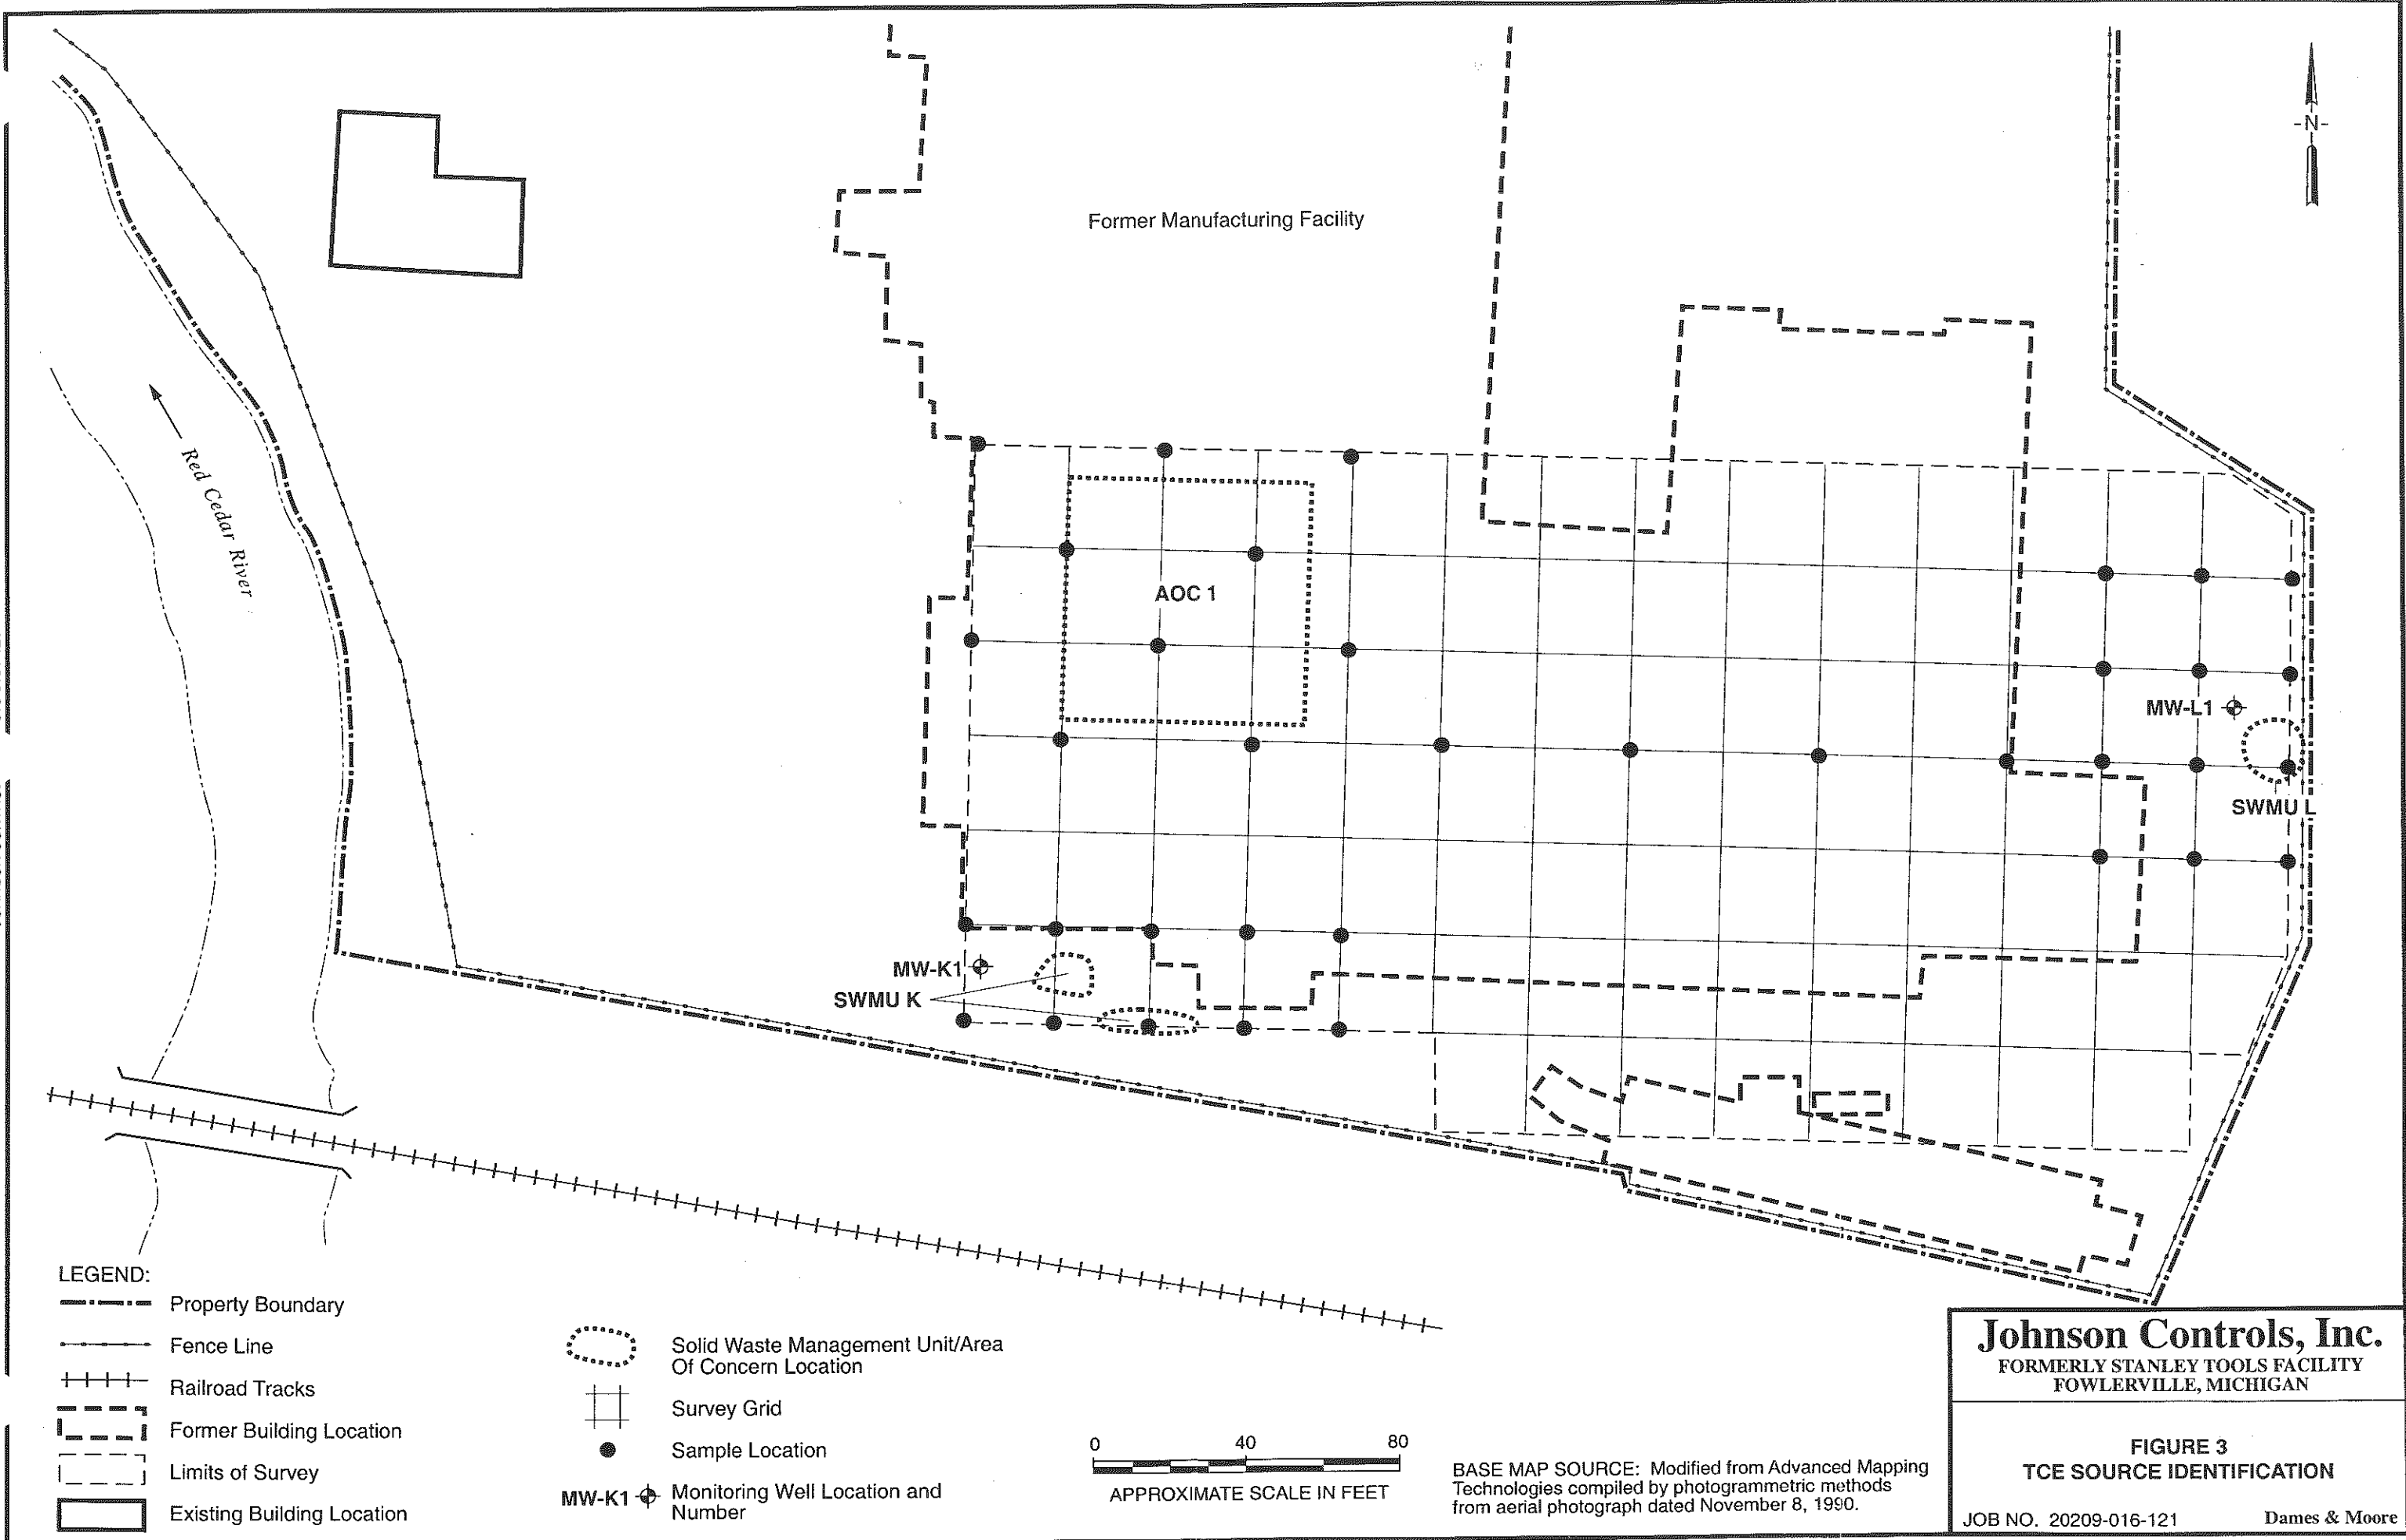 -N-
Former Manufacturing Facility
Red Cedar River
AOC 1
MW-L1
SWMU L
MW-K1
SWMU K
LEGEND:
Property Boundary
Fence Line
Railroad Tracks
Former Building Location
Limits of Survey
Existing Building Location
Solid Waste Management Unit/Area
Of Concern Location
Survey Grid
Sample Location
MW-K1 Monitoring Well Location and
Number
0 40 80
APPROXIMATE SCALE IN FEET
BASE MAP SOURCE: Modified from Advanced Mapping
Technologies compiled by photogrammetric methods
from aerial photograph dated November 8, 1990.
Johnson Controls, Inc.
FORMERLY STANLEY TOOLS FACILITY
FOWLERVILLE, MICHIGAN
FIGURE 3
TCE SOURCE IDENTIFICATION
JOB NO. 20209-016-121 Dames & Moore